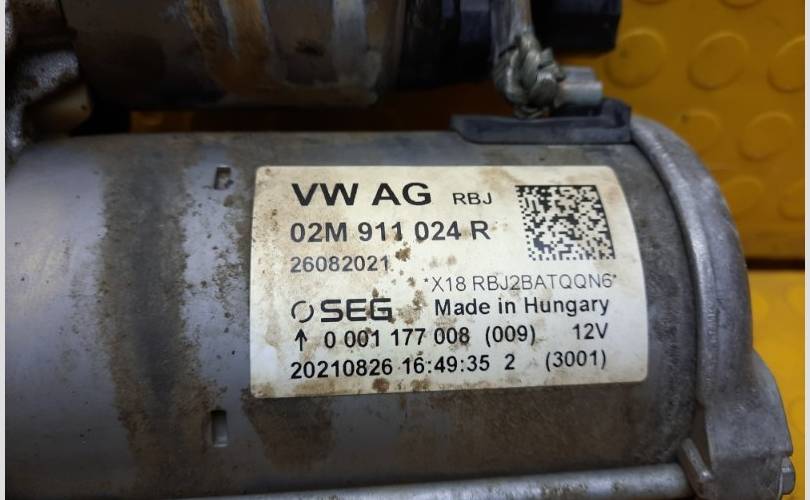 VW AG RBJ
02M 911 024 R
26082021
*X18 RBJ2BATQQN6*
SEG Made in Hungary
↑ 0 001 177 008 (009) 12V
20210826 16:49:35 2 (3001)